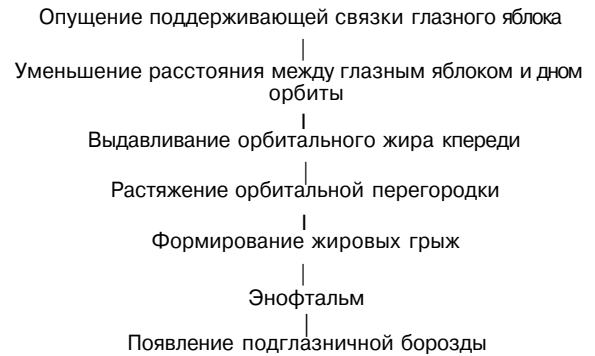 Опущение поддерживающей связки глазного яблока
Уменьшение расстояния между глазным яблоком и дном
орбиты
Выдавливание орбитального жира кпереди
Растяжение орбитальной перегородки
Формирование жировых грыж
Энофтальм
Появление подглазничной борозды